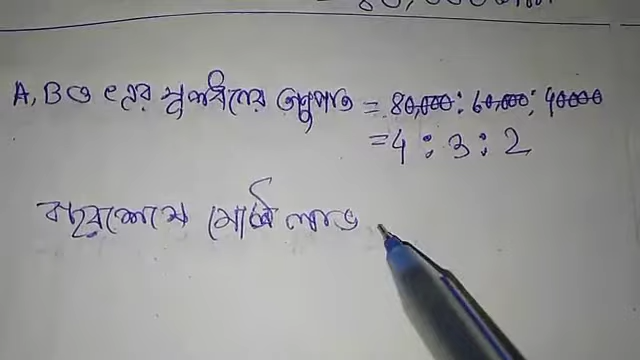 A, B ও C এর মূলধনের অনুপাত = 80,000 : 60,000 : 40000
= 4 : 3 : 2
বছরশেষে মোট লাভ